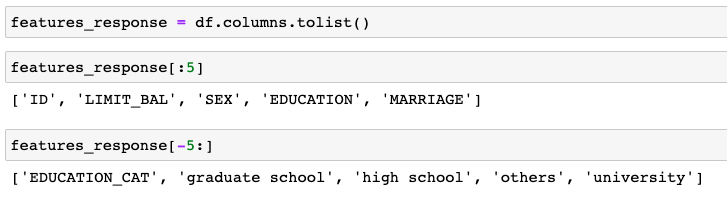 features_response = df.columns.tolist()
features_response[:5]
['ID', 'LIMIT_BAL', 'SEX', 'EDUCATION', 'MARRIAGE']
features_response[-5:]
['EDUCATION_CAT', 'graduate school', 'high school', 'others', 'university']